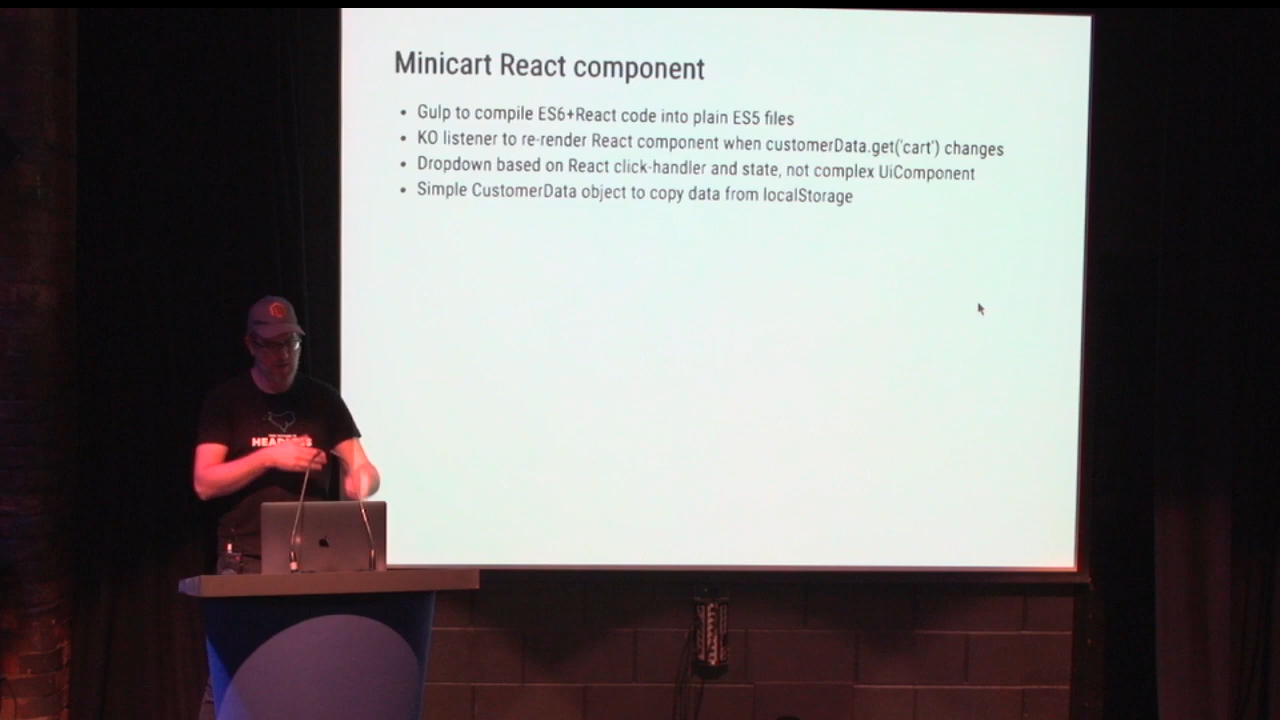 Minicart React component
• Gulp to compile ES6+React code into plain ES5 files
• KO listener to re-render React component when customerData.get('cart') changes
• Dropdown based on React click-handler and state, not complex UiComponent
• Simple CustomerData object to copy data from localStorage